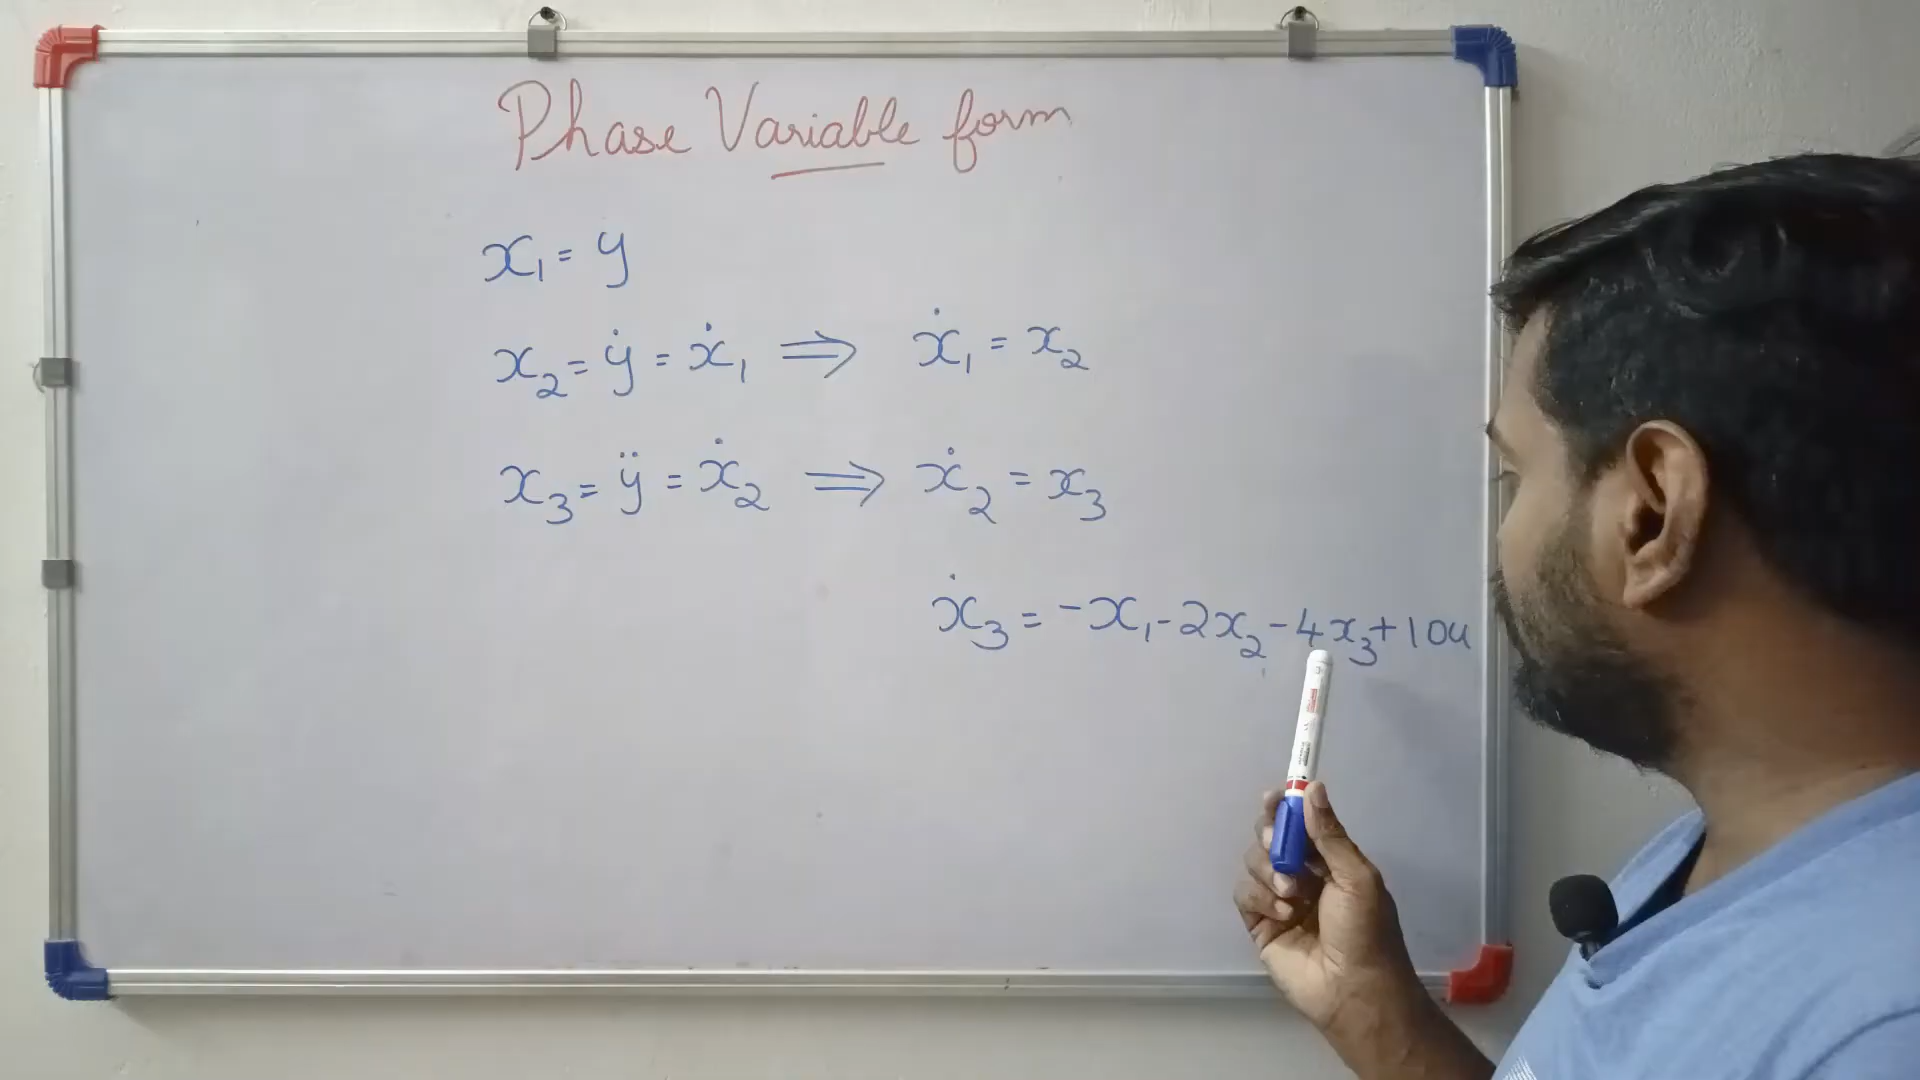 Phase Variable form
x₁ = y
x₂ = ẏ = ẋ₁ ⟹ ẋ₁ = x₂
x₃ = ÿ = ẋ₂ ⟹ ẋ₂ = x₃
ẋ₃ = -x₁ - 2x₂ - 4x₃ + 10u